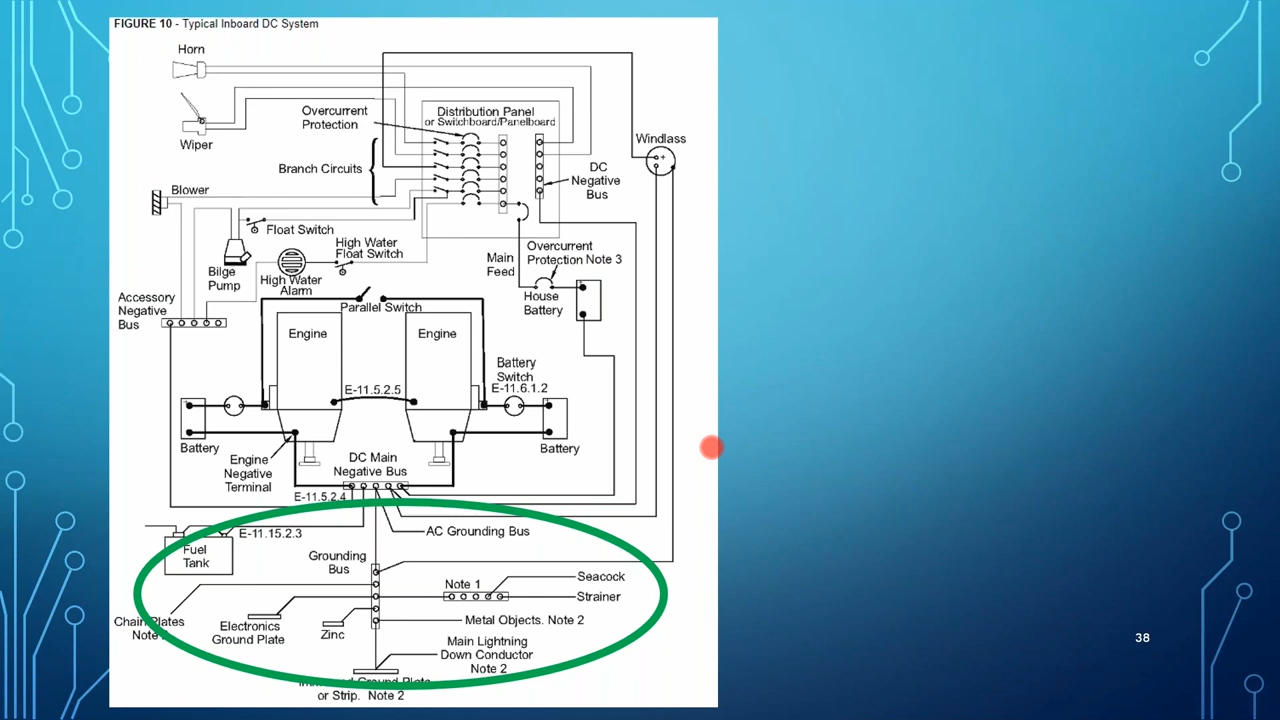 FIGURE 10 - Typical Inboard DC System
Horn
Overcurrent
Protection
Distribution Panel
or Switchboard/Panelboard
Wiper
Windlass
+
Branch Circuits
DC
Negative
Bus
Blower
Float Switch
High Water
Float Switch
Bilge
Pump
High Water
Alarm
Main
Feed
Overcurrent
Protection Note 3
House
Battery
Accessory
Negative
Bus
Parallel Switch
Engine
Engine
Battery
Switch
E-11.6.1.2
E-11.5.2.5
Battery
Battery
Engine
Negative
Terminal
DC Main
Negative Bus
E-11.5.2.4
E-11.15.2.3
AC Grounding Bus
Fuel
Tank
Grounding
Bus
Note 1
Seacock
Strainer
Chain Plates
Electronics
Ground Plate
Zinc
Metal Objects. Note 2
Main Lightning
Down Conductor
Note 2
or Strip. Note 2
38